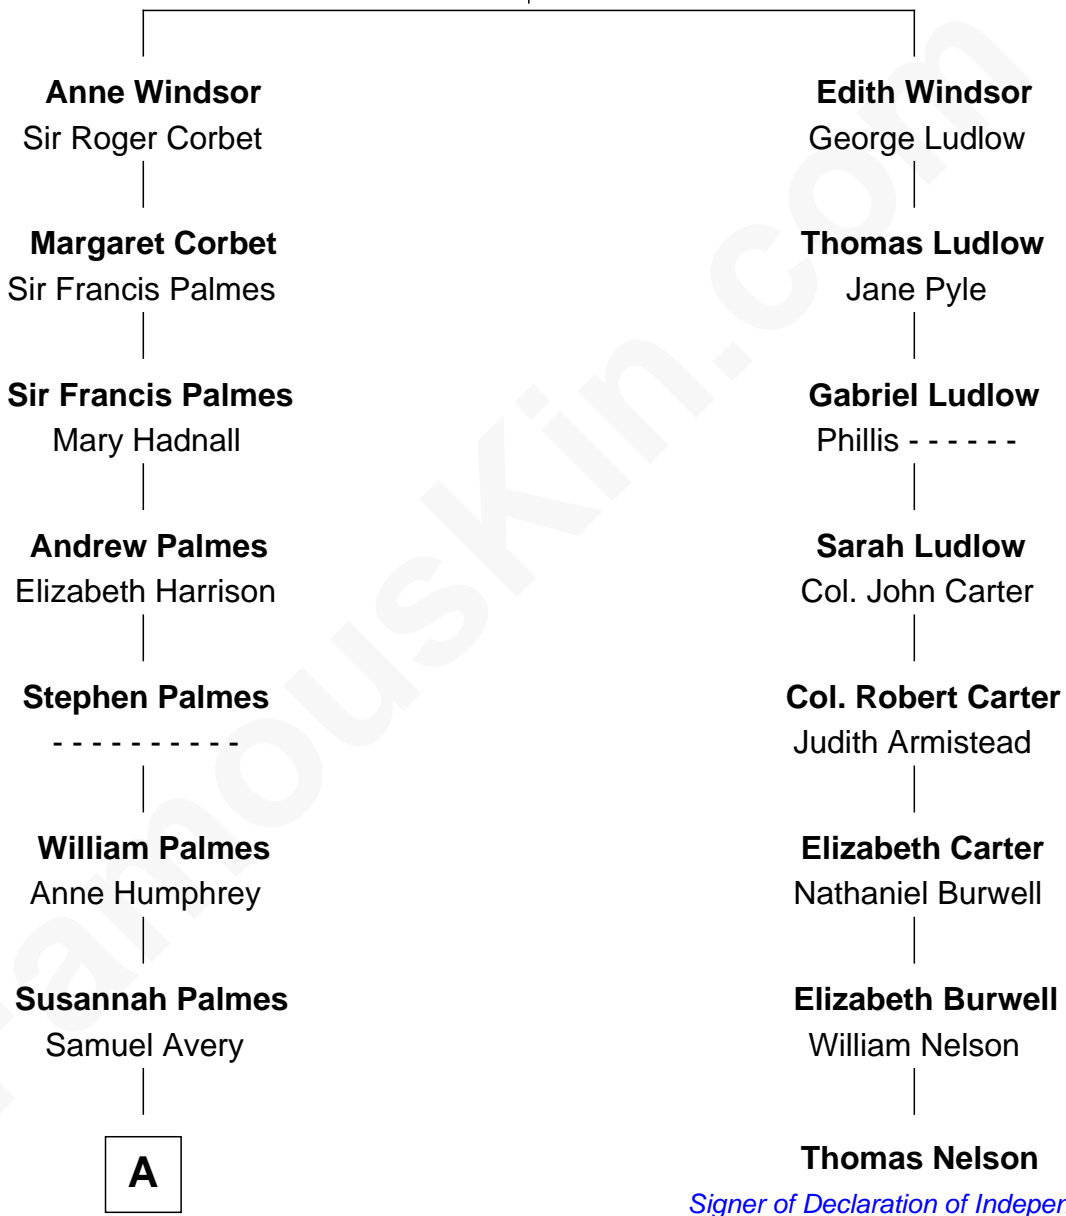 Anne Windsor
Sir Roger Corbet
Margaret Corbet
Sir Francis Palmes
Sir Francis Palmes
Mary Hadnall
Andrew Palmes
Elizabeth Harrison
Stephen Palmes
- - - - - - - - - -
William Palmes
Anne Humphrey
Susannah Palmes
Samuel Avery
A
Edith Windsor
George Ludlow
Thomas Ludlow
Jane Pyle
Gabriel Ludlow
Phillis - - - - - -
Sarah Ludlow
Col. John Carter
Col. Robert Carter
Judith Armistead
Elizabeth Carter
Nathaniel Burwell
Elizabeth Burwell
William Nelson
Thomas Nelson
Signer of Declaration of Indepen
FamousKin.com